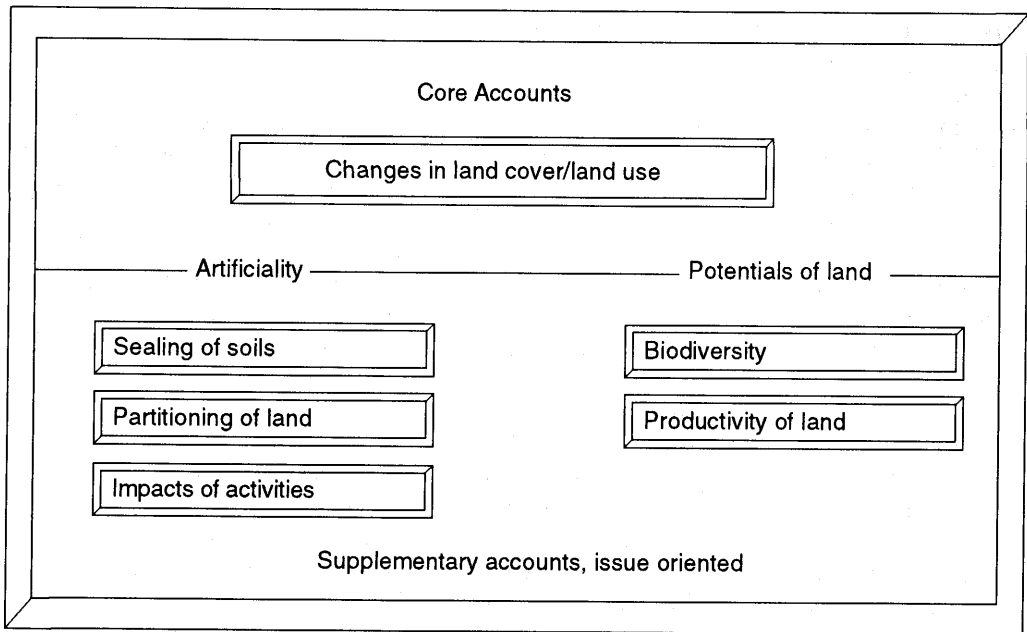 Core Accounts
Changes in land cover/land use
Artificiality
Potentials of land
Sealing of soils
Biodiversity
Partitioning of land
Productivity of land
Impacts of activities
Supplementary accounts, issue oriented